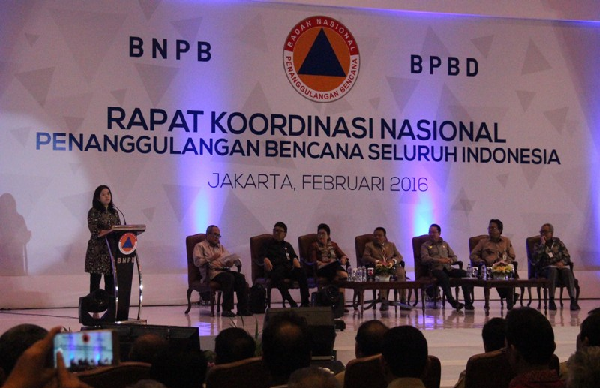 BNPB
BADAN NASIONAL
PENANGGULANGAN BENCANA
BPBD
RAPAT KOORDINASI NASIONAL
PENANGGULANGAN BENCANA SELURUH INDONESIA
JAKARTA, FEBRUARI 2016
BNPB